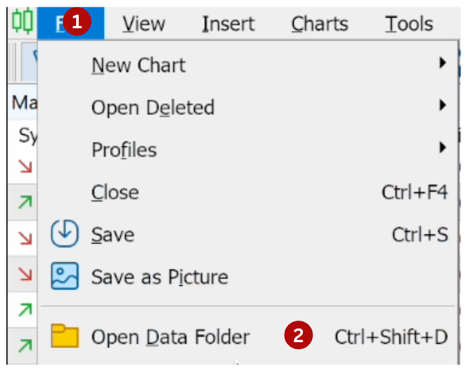 1
View
Insert
Charts
Tools
New Chart
Open Deleted
Profiles
Close Ctrl+F4
Save Ctrl+S
Save as Picture
Open Data Folder 2 Ctrl+Shift+D
Ma
Sy